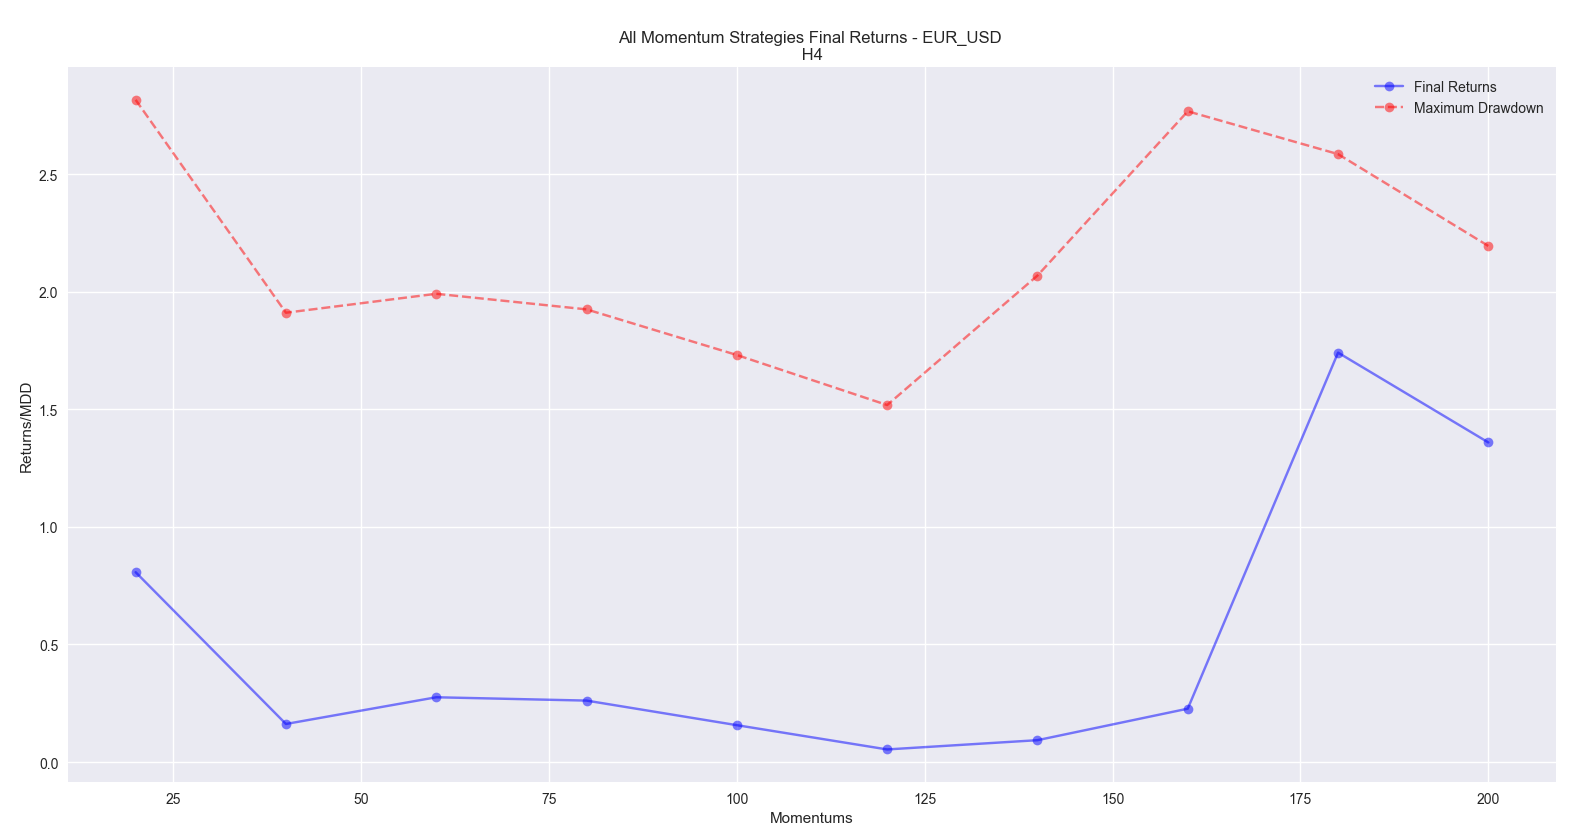 All Momentum Strategies Final Returns - EUR_USD
H4
Final Returns
Maximum Drawdown
Returns/MDD
2.5
2.0
1.5
1.0
0.5
0.0
25 50 75 100 125 150 175 200
Momentums